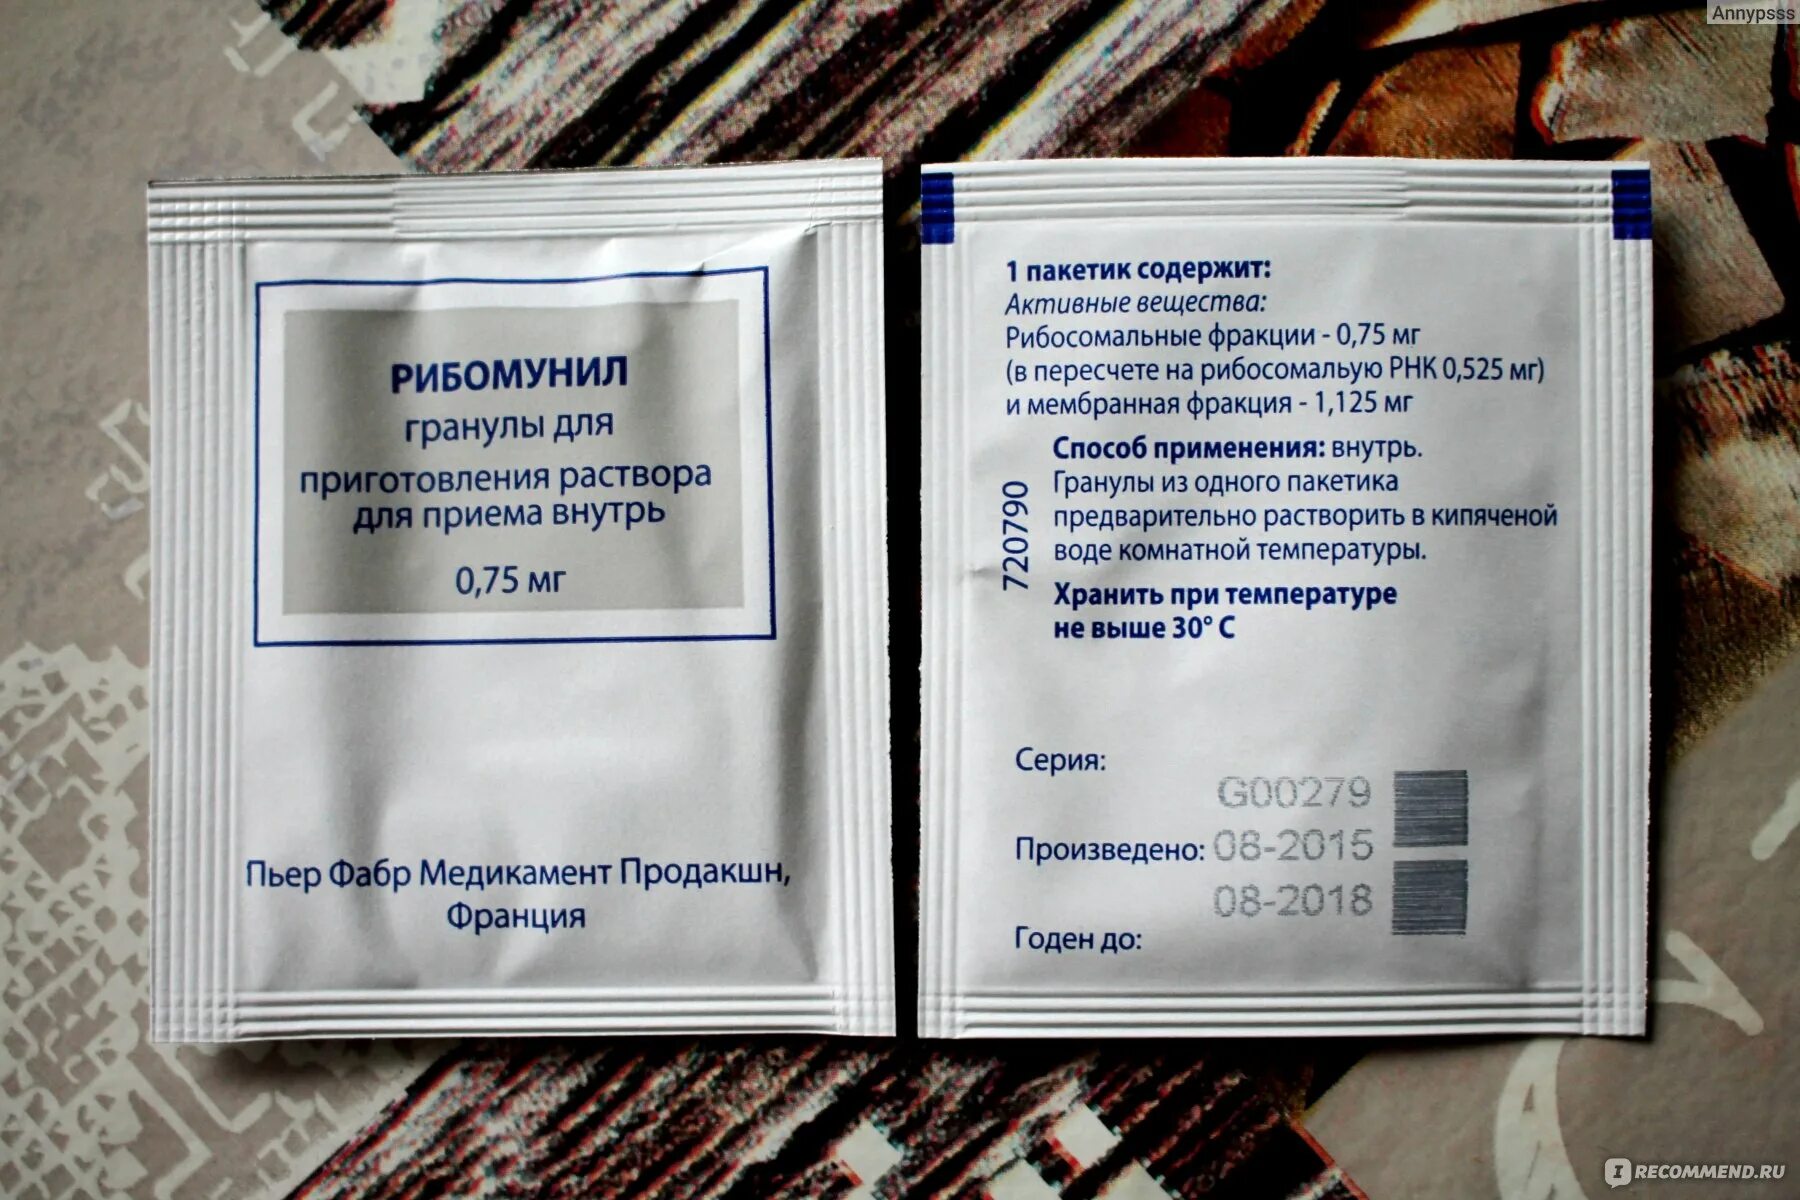 Annypsss
РИБОМУНИЛ
гранулы для
приготовления раствора
для приема внутрь
0,75 мг
Пьер Фабр Медикамент Продакшн,
Франция
1 пакетик содержит:
Активные вещества:
Рибосомальные фракции - 0,75 мг
(в пересчете на рибосомальую РНК 0,525 мг)
и мембранная фракция - 1,125 мг
Способ применения: внутрь.
Гранулы из одного пакетика
предварительно растворить в кипяченой
воде комнатной температуры.
720790
Хранить при температуре
не выше 30° С
Серия:
G00279
Произведено: 08-2015
08-2018
Годен до:
I RECOMMEND.RU